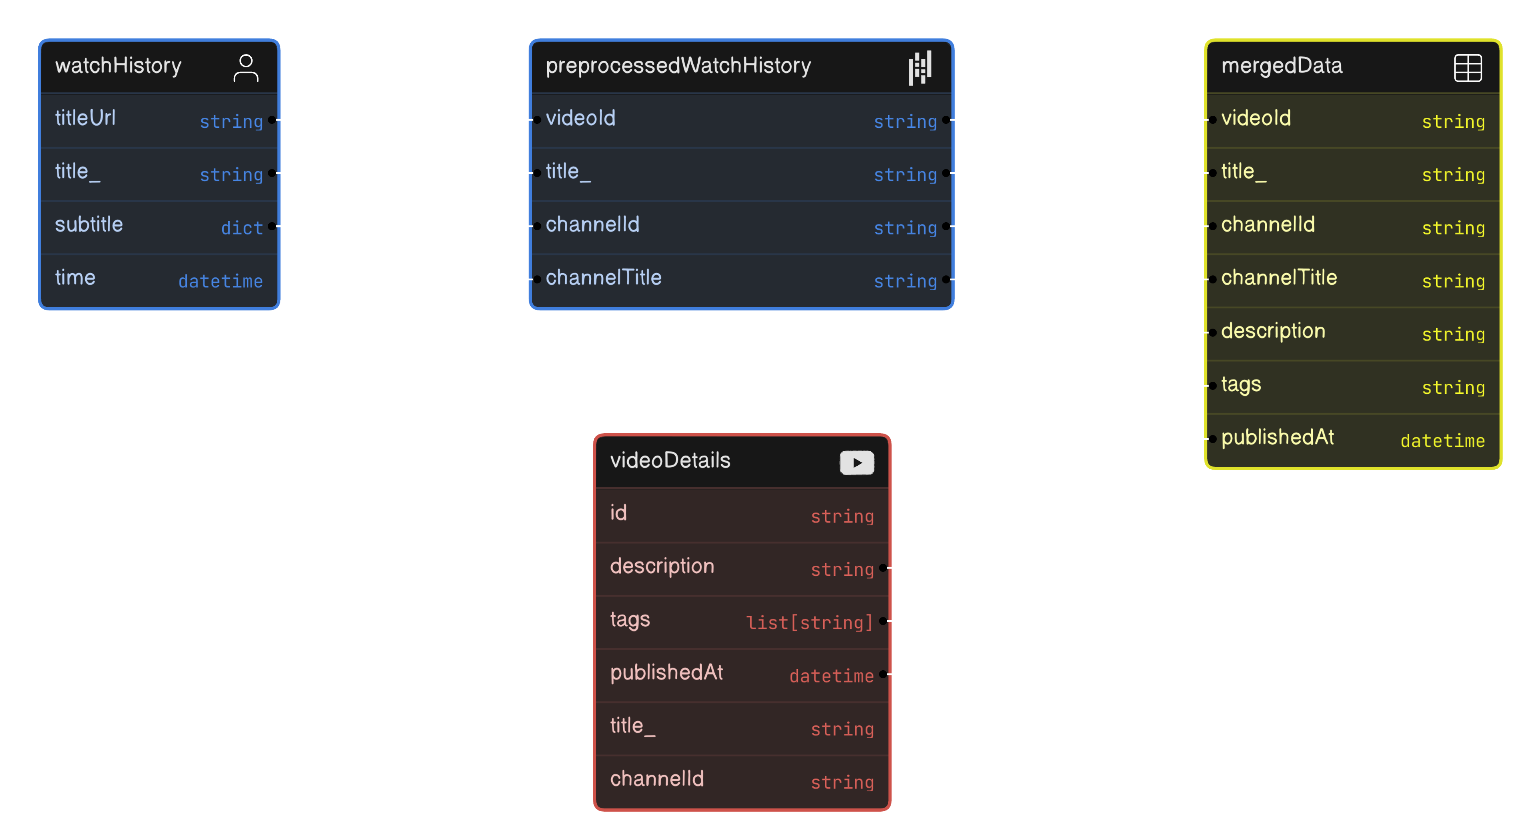 watchHistory
titleUrl string
title_ string
subtitle dict
time datetime
preprocessedWatchHistory
videoId string
title_ string
channelId string
channelTitle string
mergedData
videoId string
title_ string
channelId string
channelTitle string
description string
tags string
publishedAt datetime
videoDetails
id string
description string
tags list[string]
publishedAt datetime
title_ string
channelId string